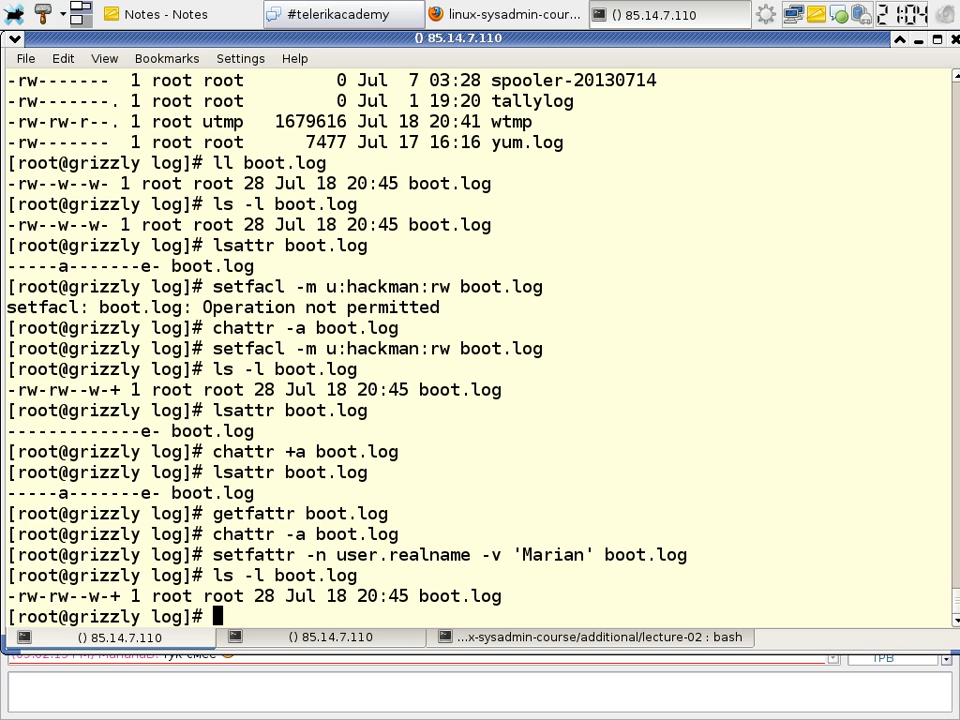 Notes - Notes
#telerikacademy
linux-sysadmin-cour...
() 85.14.7.110
21:04
() 85.14.7.110
File Edit View Bookmarks Settings Help
-rw------- 1 root root 0 Jul 7 03:28 spooler-20130714
-rw-------. 1 root root 0 Jul 1 19:20 tallylog
-rw-rw-r--. 1 root utmp 1679616 Jul 18 20:41 wtmp
-rw------- 1 root root 7477 Jul 17 16:16 yum.log
[root@grizzly log]# ll boot.log
-rw--w--w- 1 root root 28 Jul 18 20:45 boot.log
[root@grizzly log]# ls -l boot.log
-rw--w--w- 1 root root 28 Jul 18 20:45 boot.log
[root@grizzly log]# lsattr boot.log
-----a-------e- boot.log
[root@grizzly log]# setfacl -m u:hackman:rw boot.log
setfacl: boot.log: Operation not permitted
[root@grizzly log]# chattr -a boot.log
[root@grizzly log]# setfacl -m u:hackman:rw boot.log
[root@grizzly log]# ls -l boot.log
-rw-rw--w-+ 1 root root 28 Jul 18 20:45 boot.log
[root@grizzly log]# lsattr boot.log
-------------e- boot.log
[root@grizzly log]# chattr +a boot.log
[root@grizzly log]# lsattr boot.log
-----a-------e- boot.log
[root@grizzly log]# getfattr boot.log
[root@grizzly log]# chattr -a boot.log
[root@grizzly log]# setfattr -n user.realname -v 'Marian' boot.log
[root@grizzly log]# ls -l boot.log
-rw-rw--w-+ 1 root root 28 Jul 18 20:45 boot.log
[root@grizzly log]#
() 85.14.7.110
() 85.14.7.110
...x-sysadmin-course/additional/lecture-02 : bash